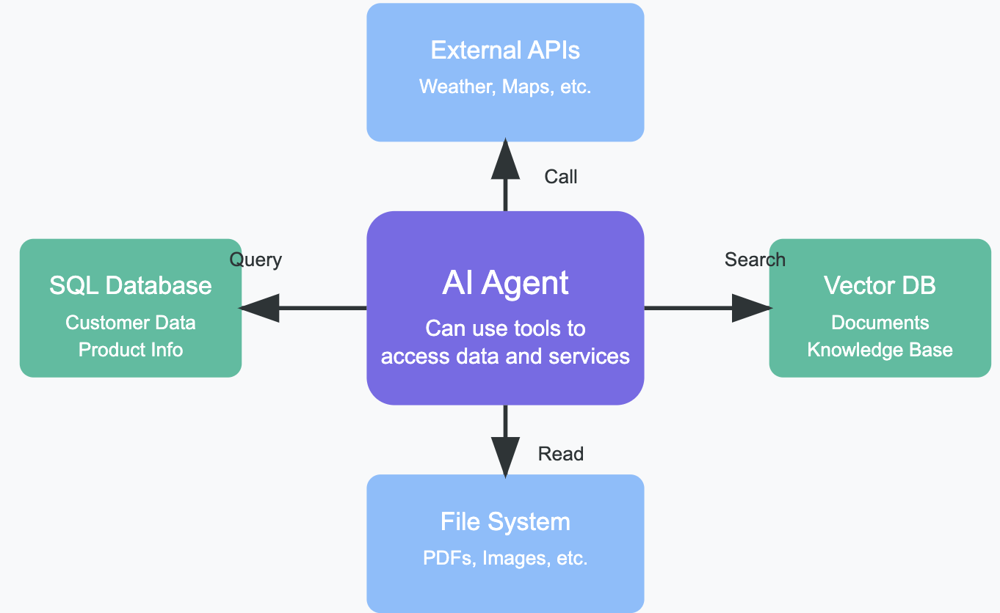 External APIs
Weather, Maps, etc.
Call
Query
Search
SQL Database
Customer Data
Product Info
AI Agent
Can use tools to
access data and services
Vector DB
Documents
Knowledge Base
Read
File System
PDFs, Images, etc.